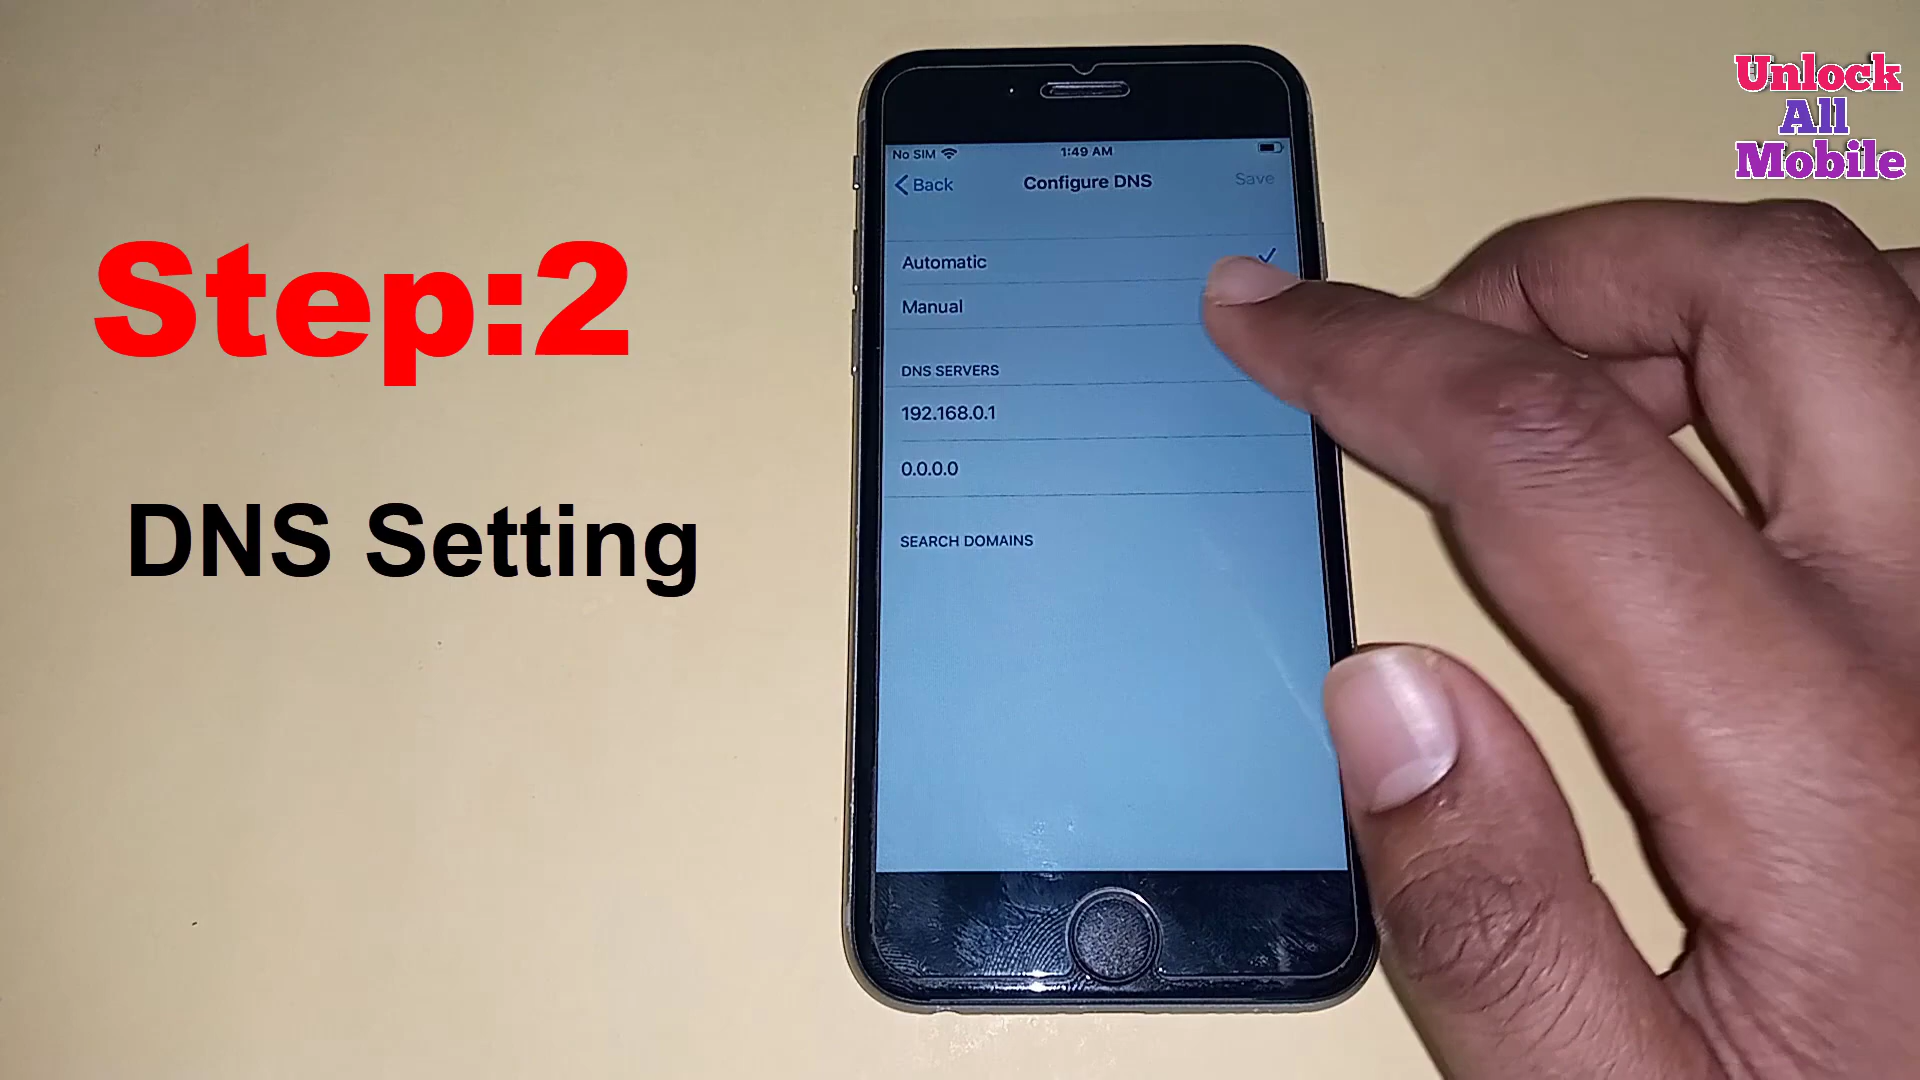 Unlock
All
Mobile
Step:2
DNS Setting
No SIM 1:49 AM
Back Configure DNS Save
Automatic
Manual
DNS SERVERS
192.168.0.1
0.0.0.0
SEARCH DOMAINS